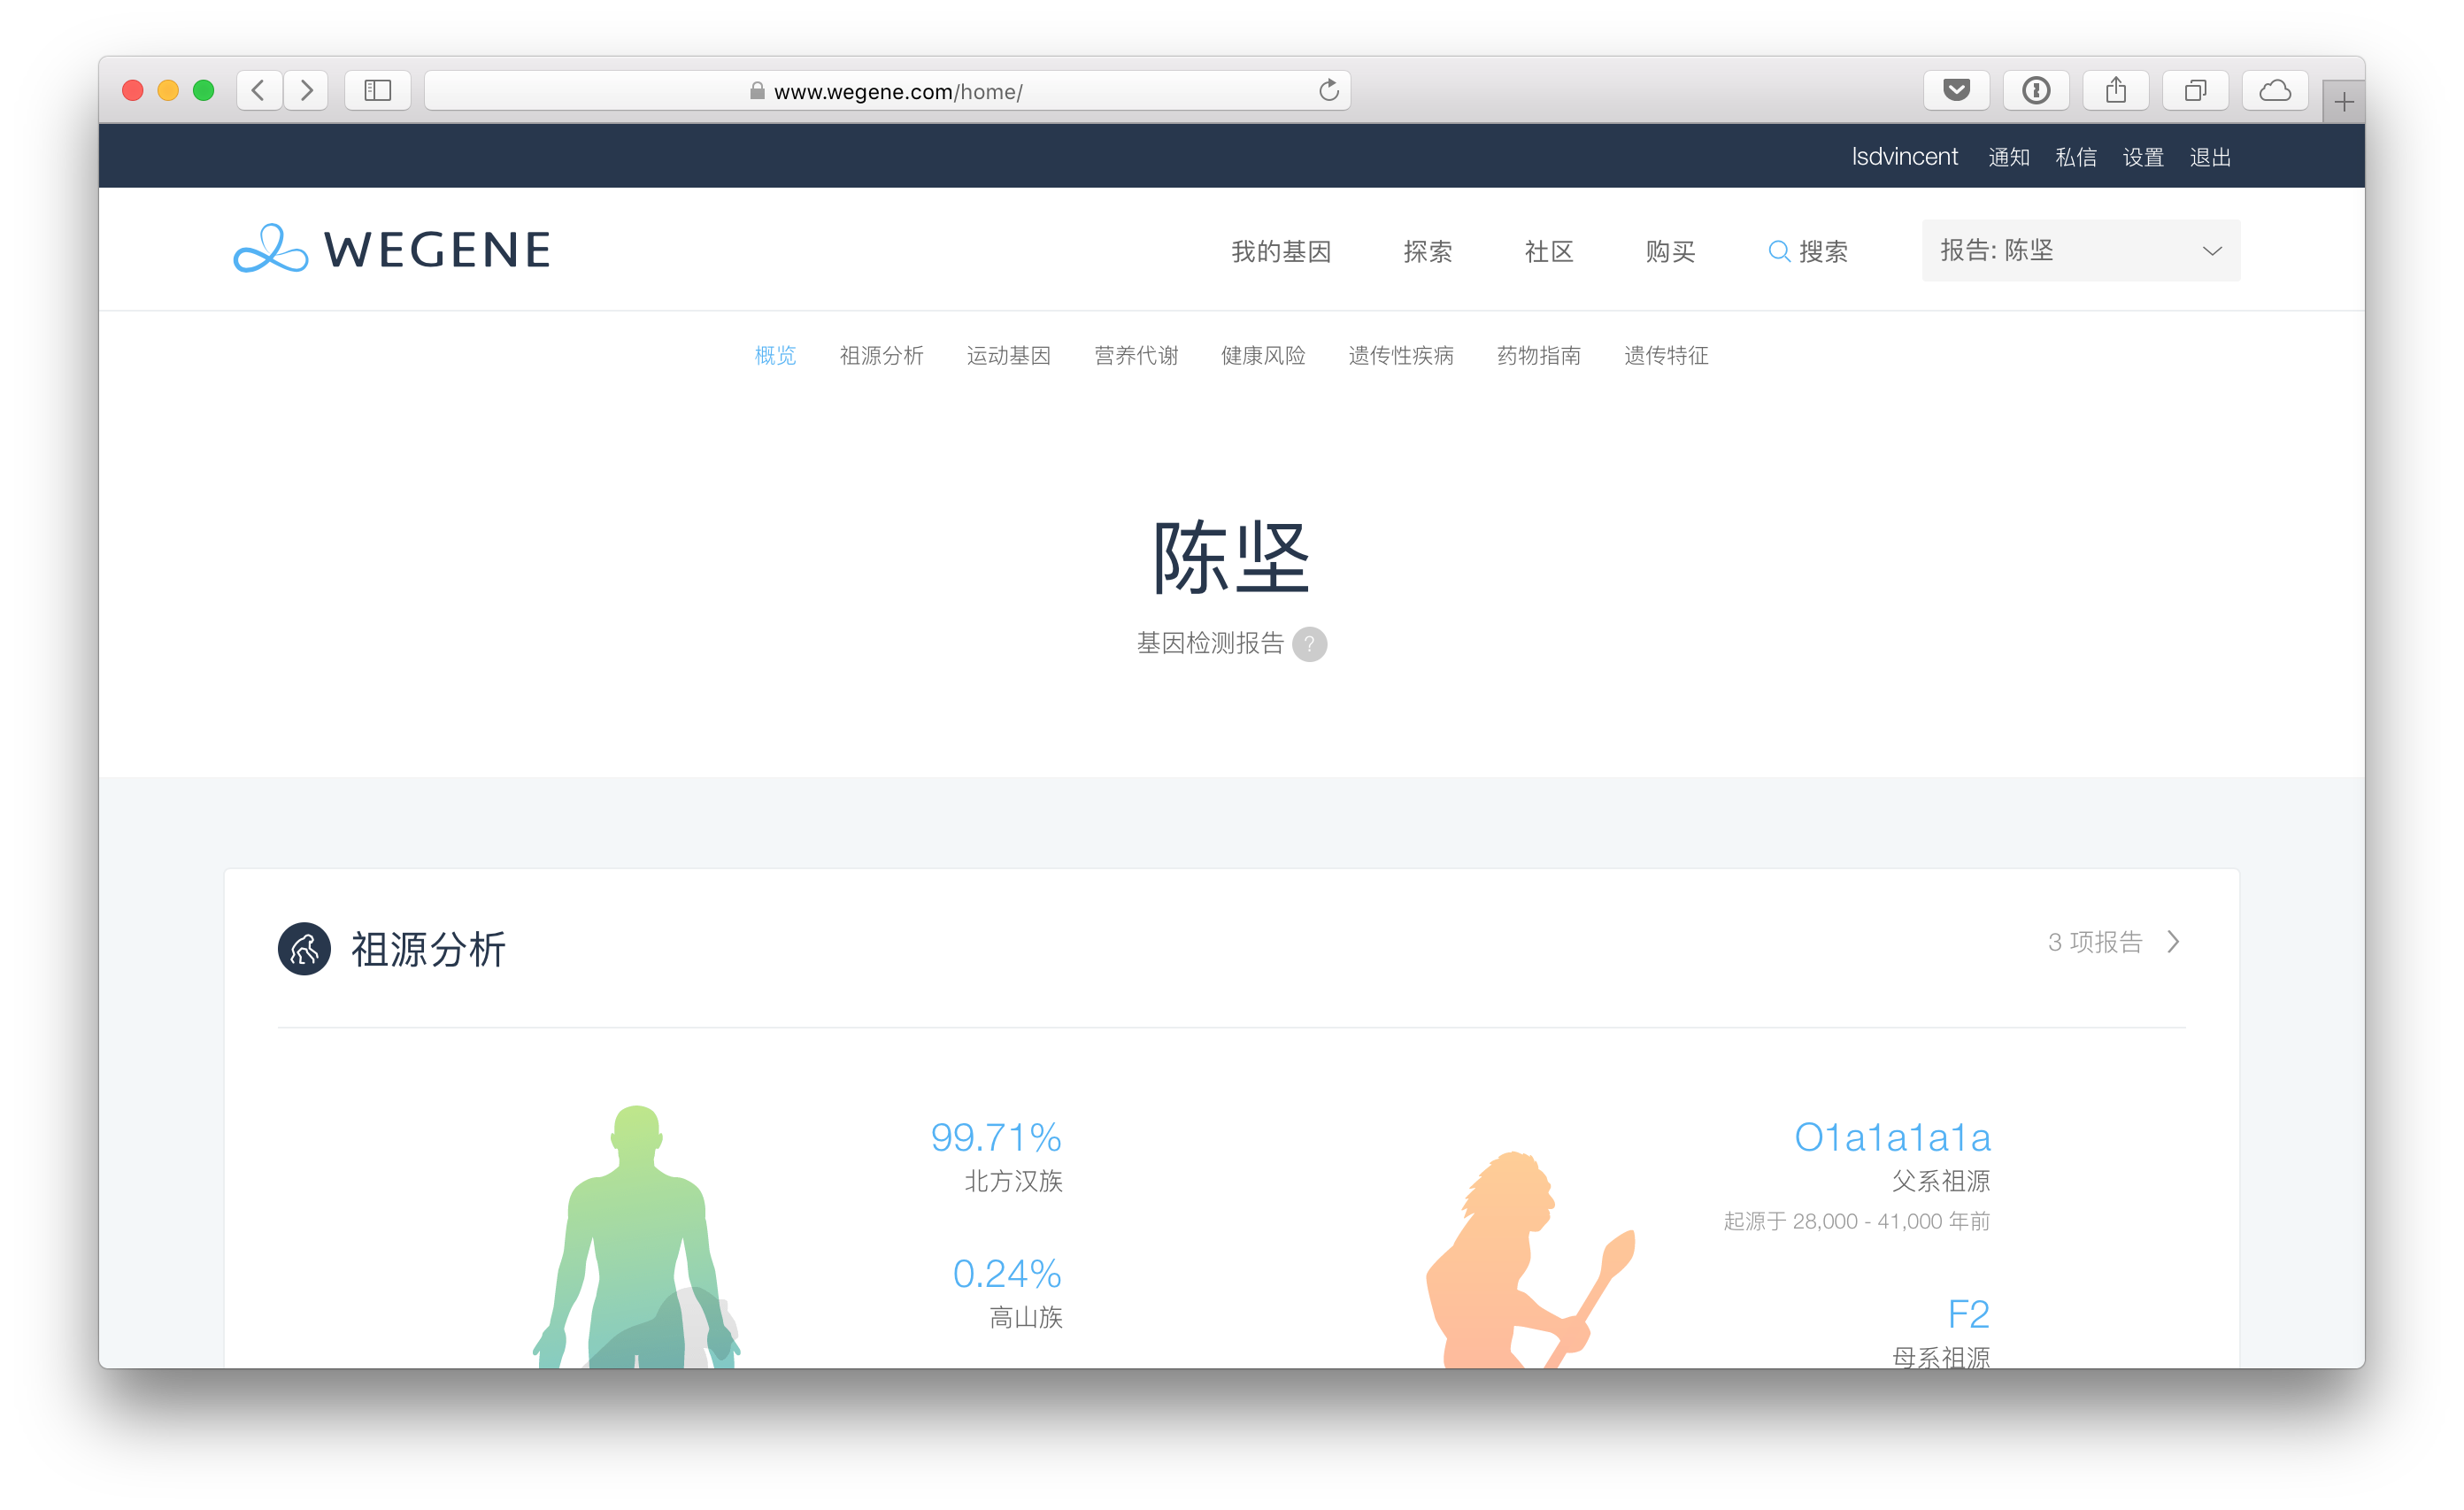 www.wegene.com/home/
lsdvincent 通知 私信 设置 退出
WEGENE 我的基因 探索 社区 购买 搜索 报告: 陈坚
概览 祖源分析 运动基因 营养代谢 健康风险 遗传性疾病 药物指南 遗传特征
陈坚
基因检测报告 ?
祖源分析 3 项报告
99.71%
北方汉族
0.24%
高山族
O1a1a1a1a
父系祖源
起源于 28,000 - 41,000 年前
F2
母系祖源